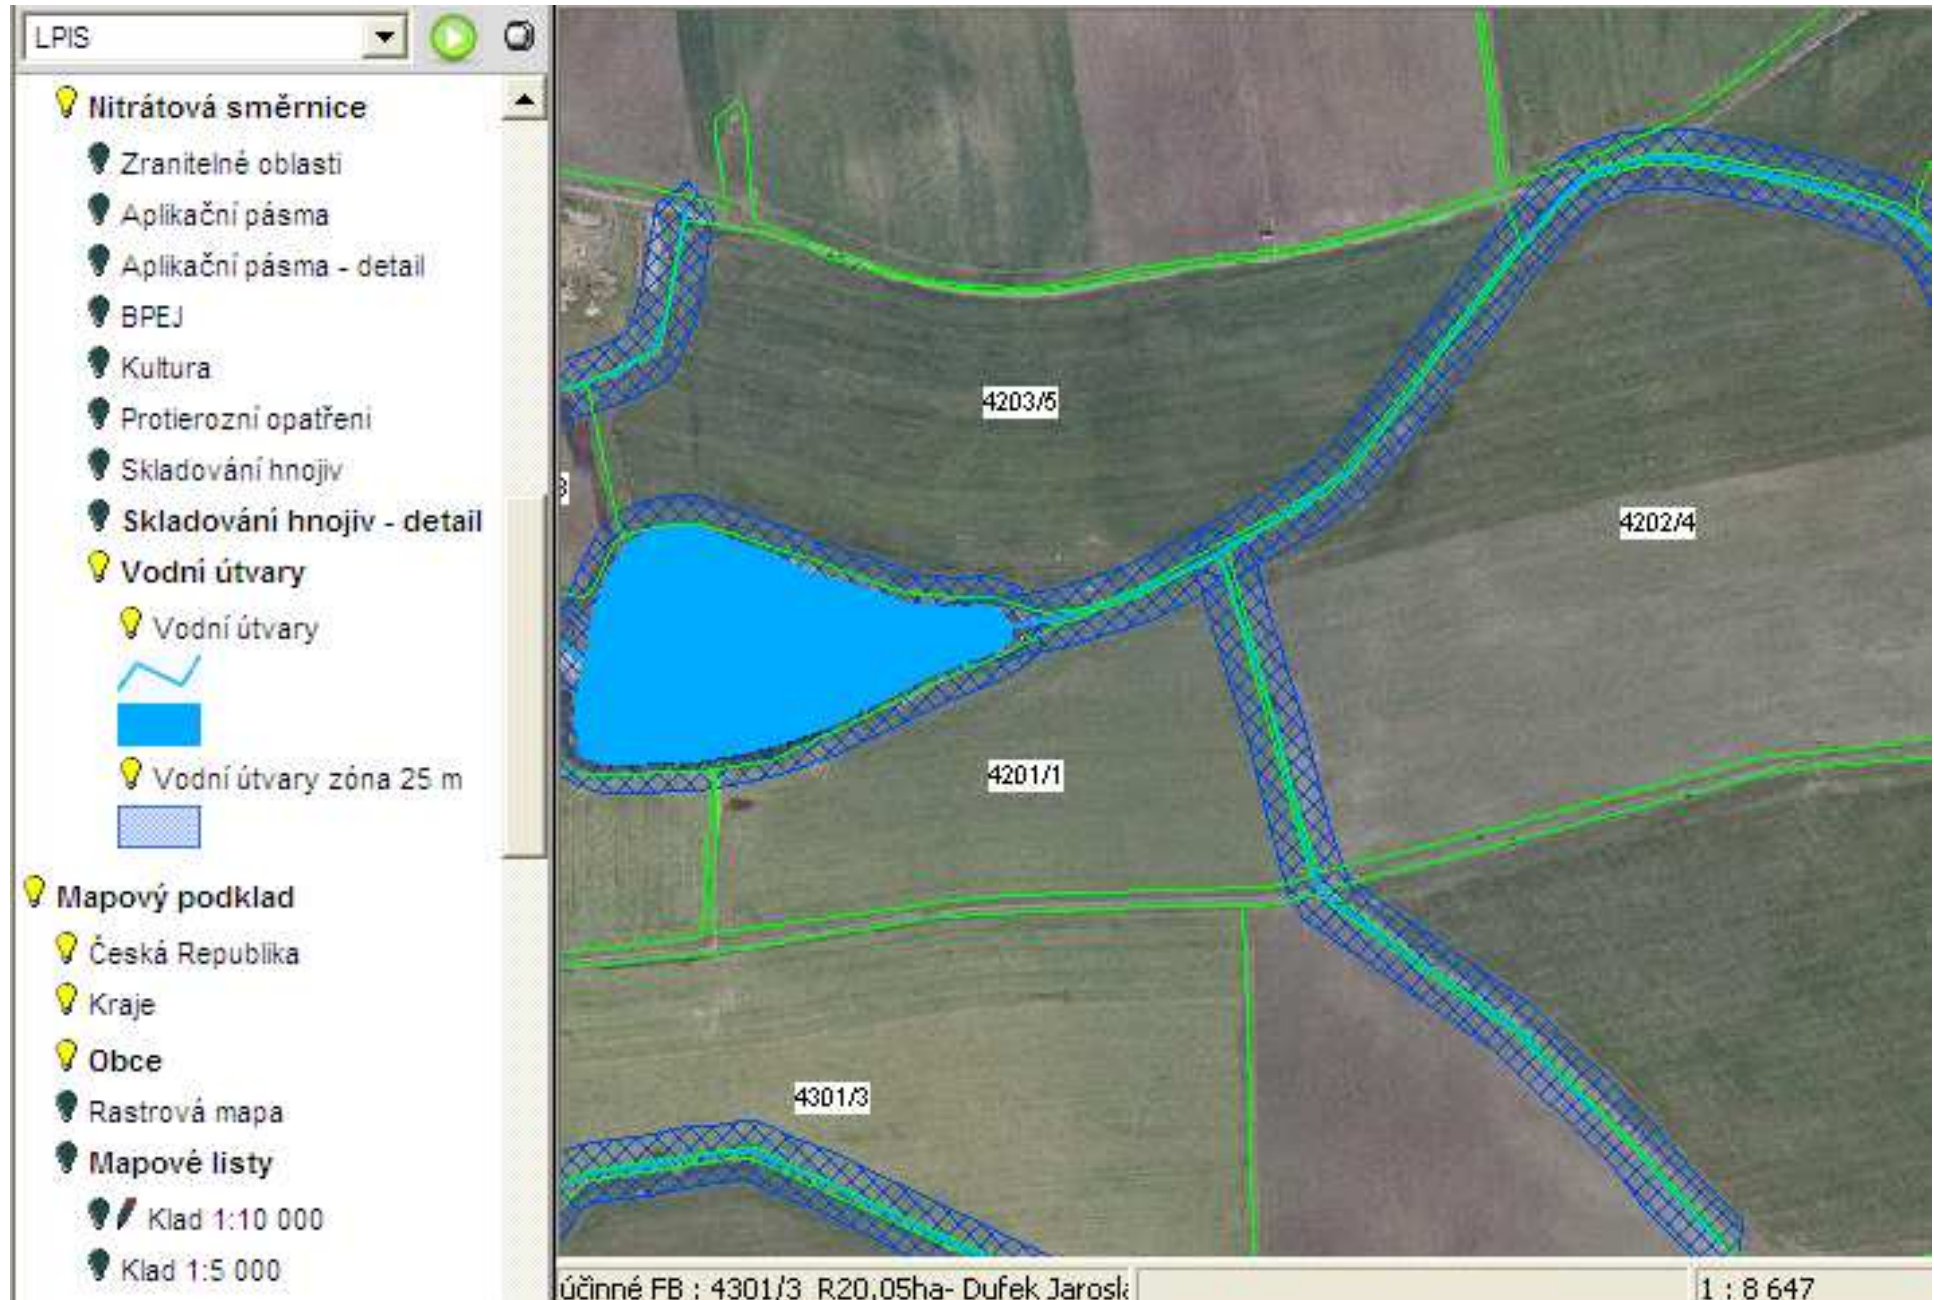 LPIS
Nitrátová směrnice
Zranitelné oblasti
Aplikační pásma
Aplikační pásma - detail
BPEJ
Kultura
Protierozní opatření
Skladování hnojiv
Skladování hnojiv - detail
Vodní útvary
Vodní útvary
Vodní útvary zóna 25 m
Mapový podklad
Česká Republika
Kraje
Obce
Rastrová mapa
Mapové listy
Klad 1:10 000
Klad 1:5 000
4203/5
4202/4
4201/1
4301/3
účinné FB : 4301/3 R20,05ha- Dufek
1 : 8 647